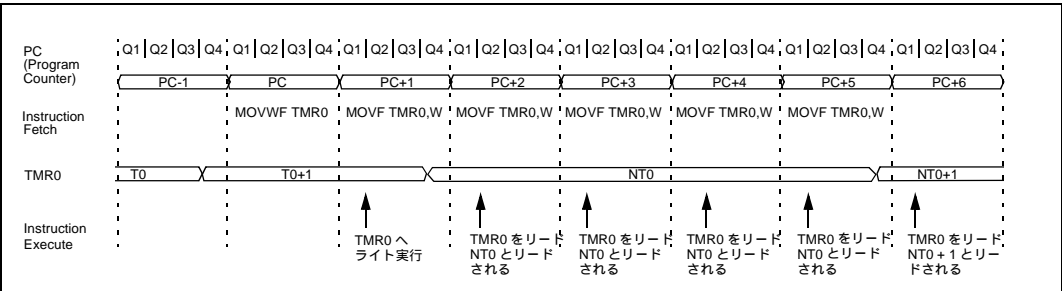 Q1 Q2 Q3 Q4 Q1 Q2 Q3 Q4 Q1 Q2 Q3 Q4 Q1 Q2 Q3 Q4 Q1 Q2 Q3 Q4 Q1 Q2 Q3 Q4 Q1 Q2 Q3 Q4 Q1 Q2 Q3 Q4
PC
(Program
Counter)
PC-1 PC PC+1 PC+2 PC+3 PC+4 PC+5 PC+6
Instruction
Fetch
MOVWF TMR0 MOVF TMR0,W MOVF TMR0,W MOVF TMR0,W MOVF TMR0,W MOVF TMR0,W
TMR0
T0 T0+1 NT0 NT0+1
Instruction
Execute
TMR0 へ
ライト実行
TMR0 をリード
NT0 とリード
される
TMR0 をリード
NT0 とリード
される
TMR0 をリード
NT0 とリード
される
TMR0 をリード
NT0 とリード
される
TMR0 をリード
NT0 + 1 とリー
ドされる